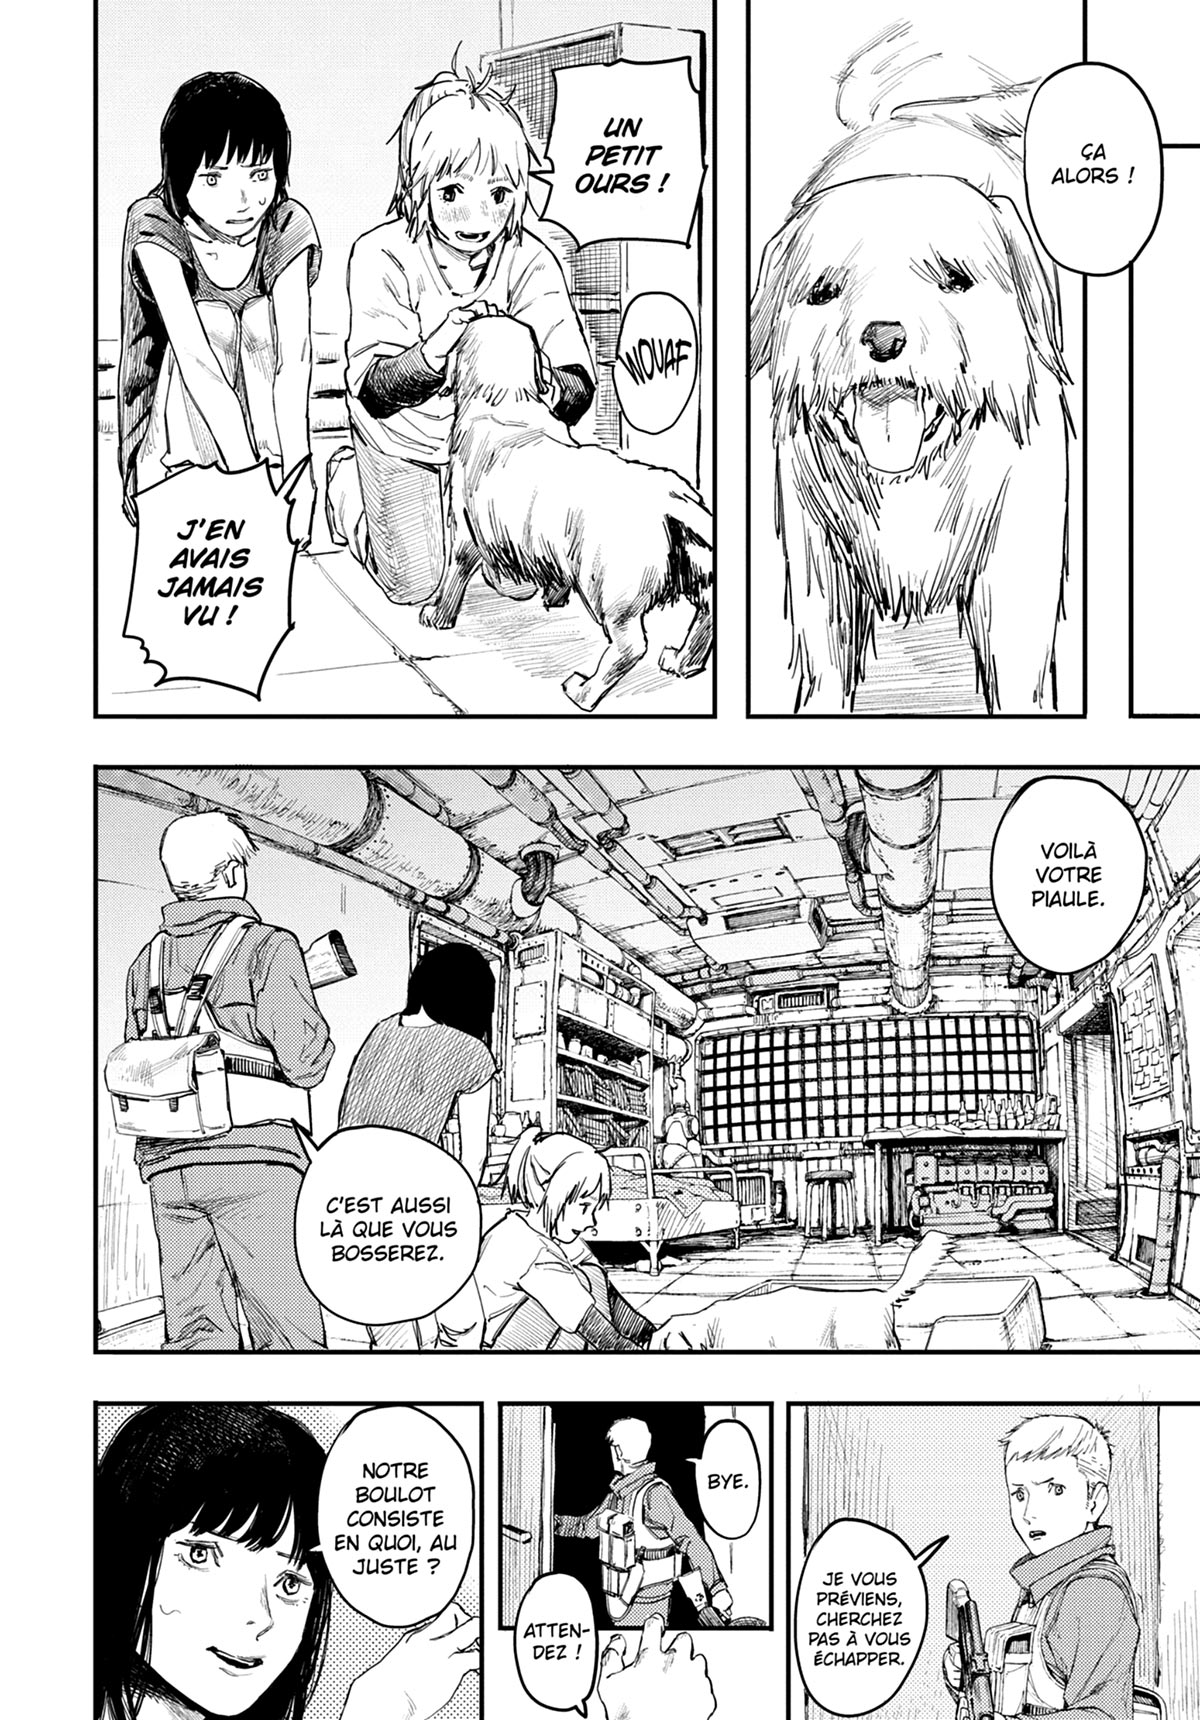 ÇA
ALORS !
UN
PETIT
OURS !
WOUAF
J'EN
AVAIS
JAMAIS
VU !
VOILÀ
VOTRE
PIAULE.
C'EST AUSSI
LÀ QUE VOUS
BOSSEREZ.
JE VOUS
PRÉVIENS,
CHERCHEZ
PAS À VOUS
ÉCHAPPER.
BYE.
ATTEN-
DEZ !
NOTRE
BOULOT
CONSISTE
EN QUOI, AU
JUSTE ?